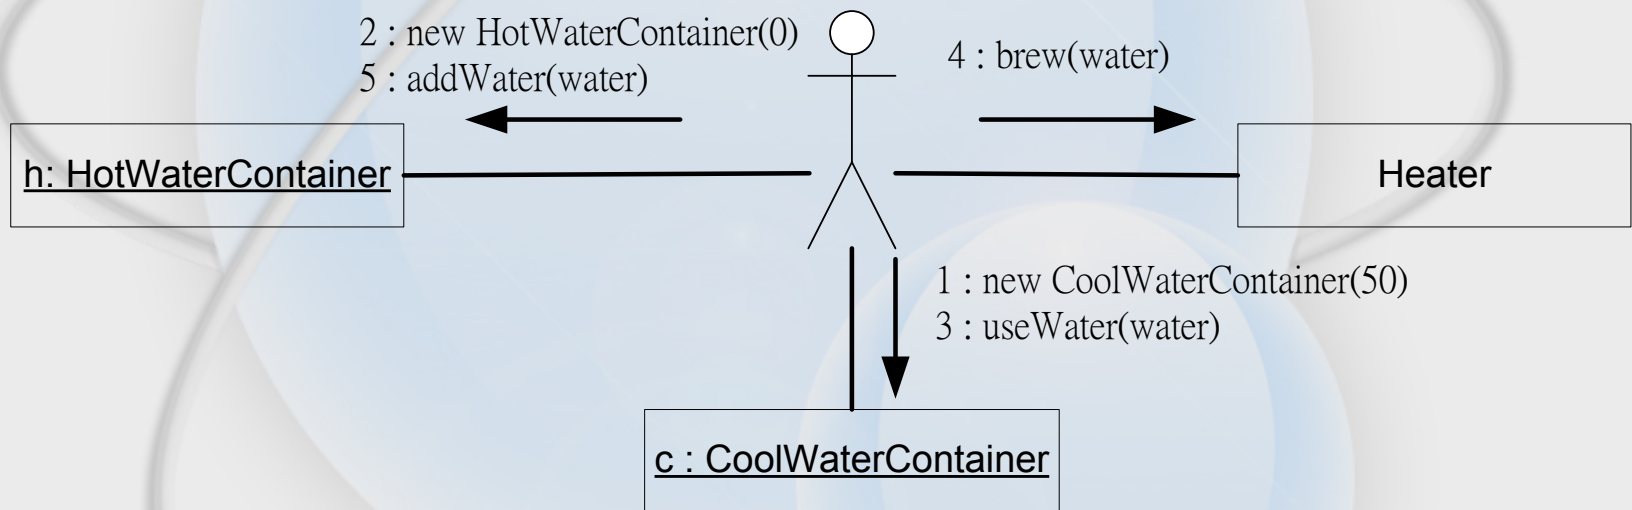 2 : new HotWaterContainer(0)
5 : addWater(water)
4 : brew(water)
h: HotWaterContainer
Heater
1 : new CoolWaterContainer(50)
3 : useWater(water)
c : CoolWaterContainer